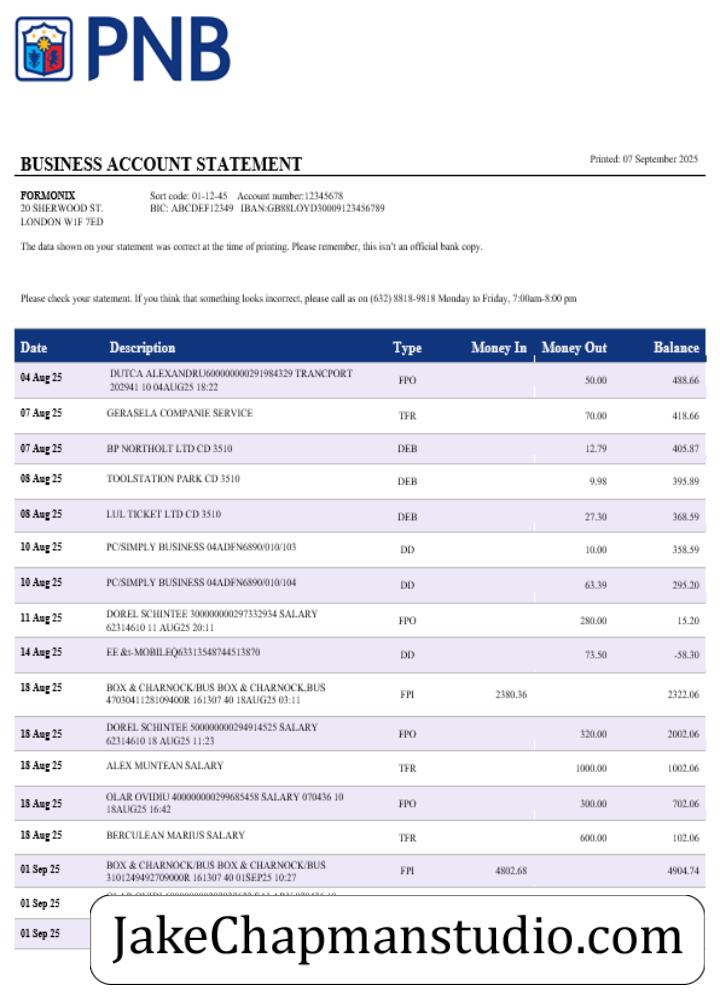 PNB
BUSINESS ACCOUNT STATEMENT
Printed: 07 September 2025
FORMONIX
20 SHERWOOD ST.
LONDON W1F 7ED
Sort code: 01-12-45 Account number:12345678
BIC: ABCDEF12349 IBAN:GB88LOYD30009123456789
The data shown on your statement was correct at the time of printing. Please remember, this isn't an official bank copy.
Please check your statement. If you think that something looks incorrect, please call as on (632) 8818-9818 Monday to Friday, 7:00am-8:00 pm
Date Description Type Money In Money Out Balance
04 Aug 25 DUTCA ALEXANDRU600000000291984329 TRANCPORT
202941 10 04AUG25 18:22 FPO 50.00 488.66
07 Aug 25 GERASELA COMPANIE SERVICE TFR 70.00 418.66
07 Aug 25 BP NORTHOLT LTD CD 3510 DEB 12.79 405.87
08 Aug 25 TOOLSTATION PARK CD 3510 DEB 9.98 395.89
08 Aug 25 LUL TICKET LTD CD 3510 DEB 27.30 368.59
10 Aug 25 PC/SIMPLY BUSINESS 04ADFN6890/010/103 DD 10.00 358.59
10 Aug 25 PC/SIMPLY BUSINESS 04ADFN6890/010/104 DD 63.39 295.20
11 Aug 25 DOREL SCHINTEE 300000000297332934 SALARY
62314610 11 AUG25 20:11 FPO 280.00 15.20
14 Aug 25 EE &t-MOBILEQ63313548744513870 DD 73.50 -58.30
18 Aug 25 BOX & CHARNOCK/BUS BOX & CHARNOCK,BUS
4703041128109400R 161307 40 18AUG25 03:11 FPI 2380.36 2322.06
18 Aug 25 DOREL SCHINTEE 500000000294914525 SALARY
62314610 18 AUG25 11:23 FPO 320.00 2002.06
18 Aug 25 ALEX MUNTEAN SALARY TFR 1000.00 1002.06
18 Aug 25 OLAR OVIDIU 400000000299685458 SALARY 070436 10
18AUG25 16:42 FPO 300.00 702.06
18 Aug 25 BERCULEAN MARIUS SALARY TFR 600.00 102.06
01 Sep 25 BOX & CHARNOCK/BUS BOX & CHARNOCK/BUS
3101249492709000R 161307 40 01SEP25 10:27 FPI 4802.68 4904.74
01 Sep 25
01 Sep 25
JakeChapmanstudio.com